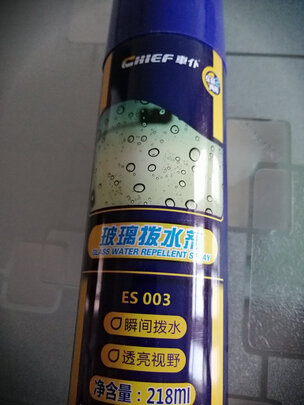 CHIEF 車仆
玻璃拨水剂
GLASS WATER REPELLENT SPRAY
ES 003
瞬间拨水
透亮视野
净含量：218ml